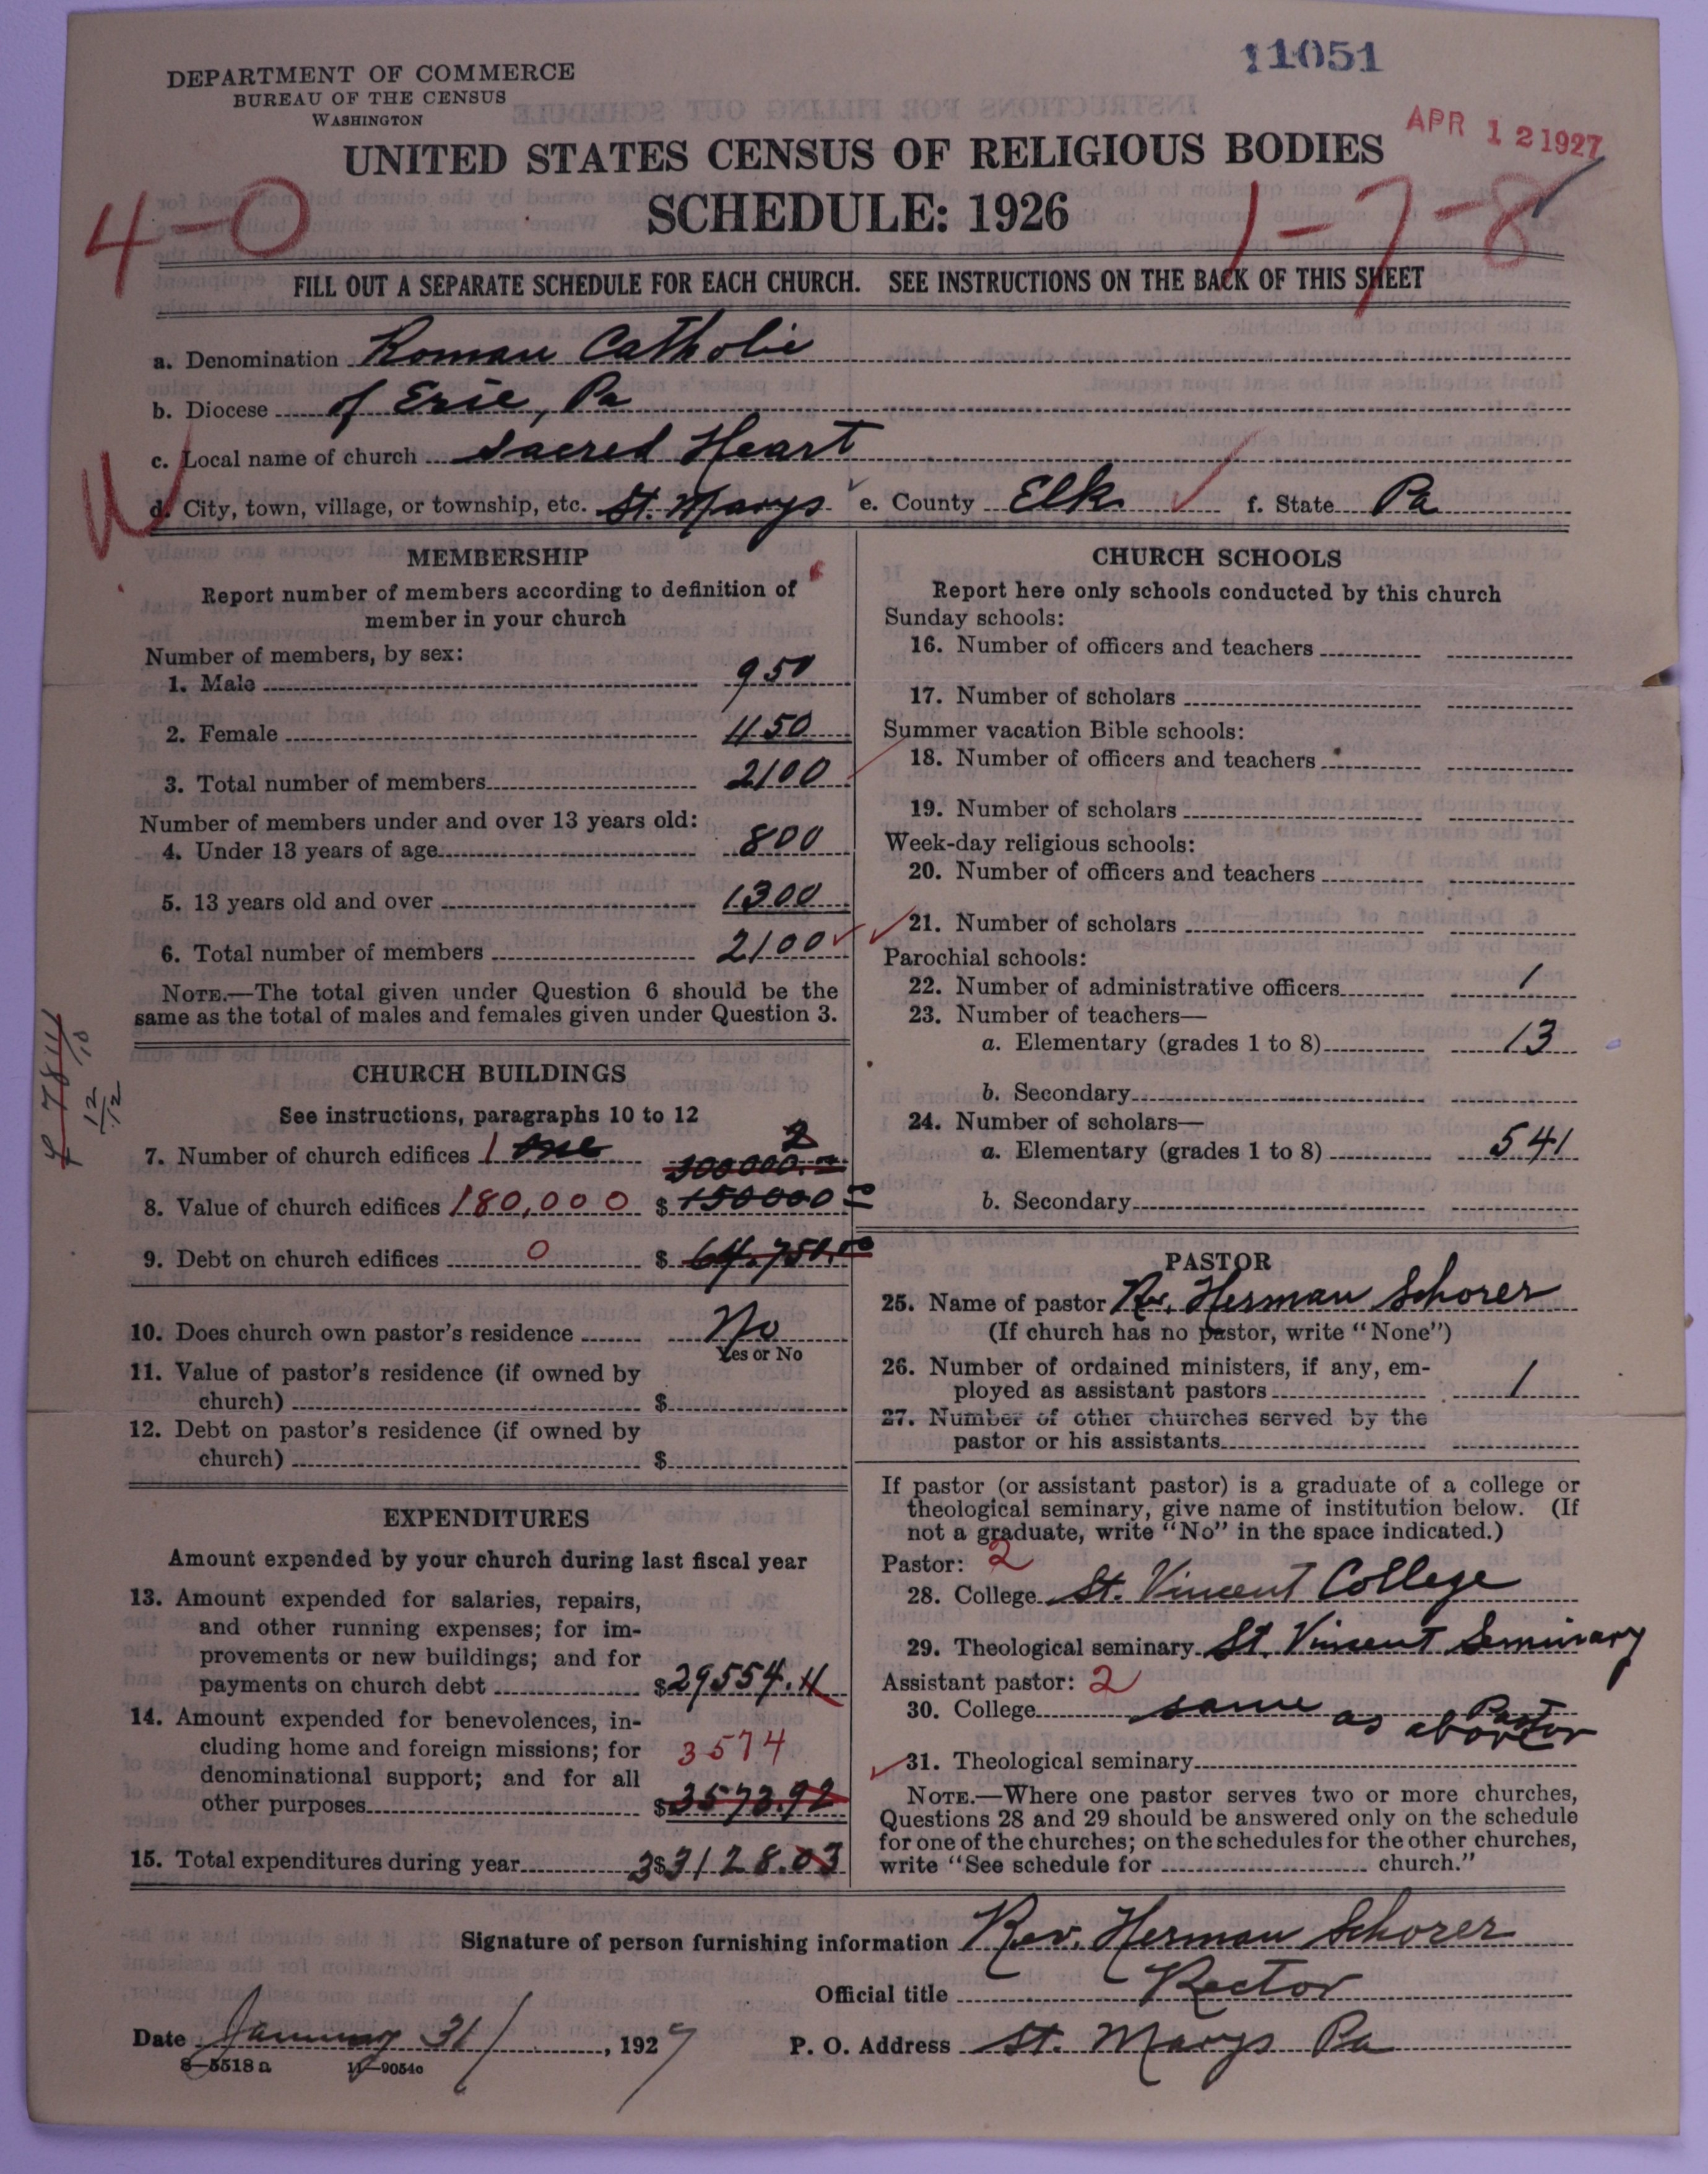 11051
DEPARTMENT OF COMMERCE
BUREAU OF THE CENSUS
WASHINGTON
APR 12 1927
UNITED STATES CENSUS OF RELIGIOUS BODIES
SCHEDULE: 1926
4-0
1-7-8
FILL OUT A SEPARATE SCHEDULE FOR EACH CHURCH. SEE INSTRUCTIONS ON THE BACK OF THIS SHEET
a. Denomination Roman Catholic
b. Diocese of Erie, Pa
c. Local name of church Sacred Heart
d. City, town, village, or township, etc. St. Marys e. County Elk f. State Pa
MEMBERSHIP
Report number of members according to definition of
member in your church
Number of members, by sex:
1. Male 950
2. Female 1150
3. Total number of members 2100
Number of members under and over 13 years old:
4. Under 13 years of age 800
5. 13 years old and over 1300
6. Total number of members 2100
NOTE.—The total given under Question 6 should be the
same as the total of males and females given under Question 3.
CHURCH BUILDINGS
See instructions, paragraphs 10 to 12
7. Number of church edifices 1 one 2
300000.=
8. Value of church edifices 180,000 $ 150000
9. Debt on church edifices 0 $ 64.750.00
10. Does church own pastor's residence No
Yes or No
11. Value of pastor's residence (if owned by
church) $
12. Debt on pastor's residence (if owned by
church) $
EXPENDITURES
Amount expended by your church during last fiscal year
13. Amount expended for salaries, repairs,
and other running expenses; for im-
provements or new buildings; and for
payments on church debt $29554.11
14. Amount expended for benevolences, in-
cluding home and foreign missions; for 3574
denominational support; and for all
other purposes $3573.92
15. Total expenditures during year $33128.03
CHURCH SCHOOLS
Report here only schools conducted by this church
Sunday schools:
16. Number of officers and teachers
17. Number of scholars
Summer vacation Bible schools:
18. Number of officers and teachers
19. Number of scholars
Week-day religious schools:
20. Number of officers and teachers
21. Number of scholars
Parochial schools:
22. Number of administrative officers 1
23. Number of teachers—
a. Elementary (grades 1 to 8) 13
b. Secondary
24. Number of scholars—
a. Elementary (grades 1 to 8) 541
b. Secondary
PASTOR
25. Name of pastor Rev. Herman Schorer
(If church has no pastor, write "None")
26. Number of ordained ministers, if any, em-
ployed as assistant pastors 1
27. Number of other churches served by the
pastor or his assistants
If pastor (or assistant pastor) is a graduate of a college or
theological seminary, give name of institution below. (If
not a graduate, write "No" in the space indicated.)
Pastor: 2
28. College St. Vincent College
29. Theological seminary St. Vincent Seminary
Assistant pastor: 2
30. College same as above Pastor
31. Theological seminary
NOTE.—Where one pastor serves two or more churches,
Questions 28 and 29 should be answered only on the schedule
for one of the churches; on the schedules for the other churches,
write "See schedule for church."
Signature of person furnishing information Rev. Herman Schorer
Official title Rector
Date January 31, 1927 P. O. Address St. Marys Pa
8—5518 a 11—9054c